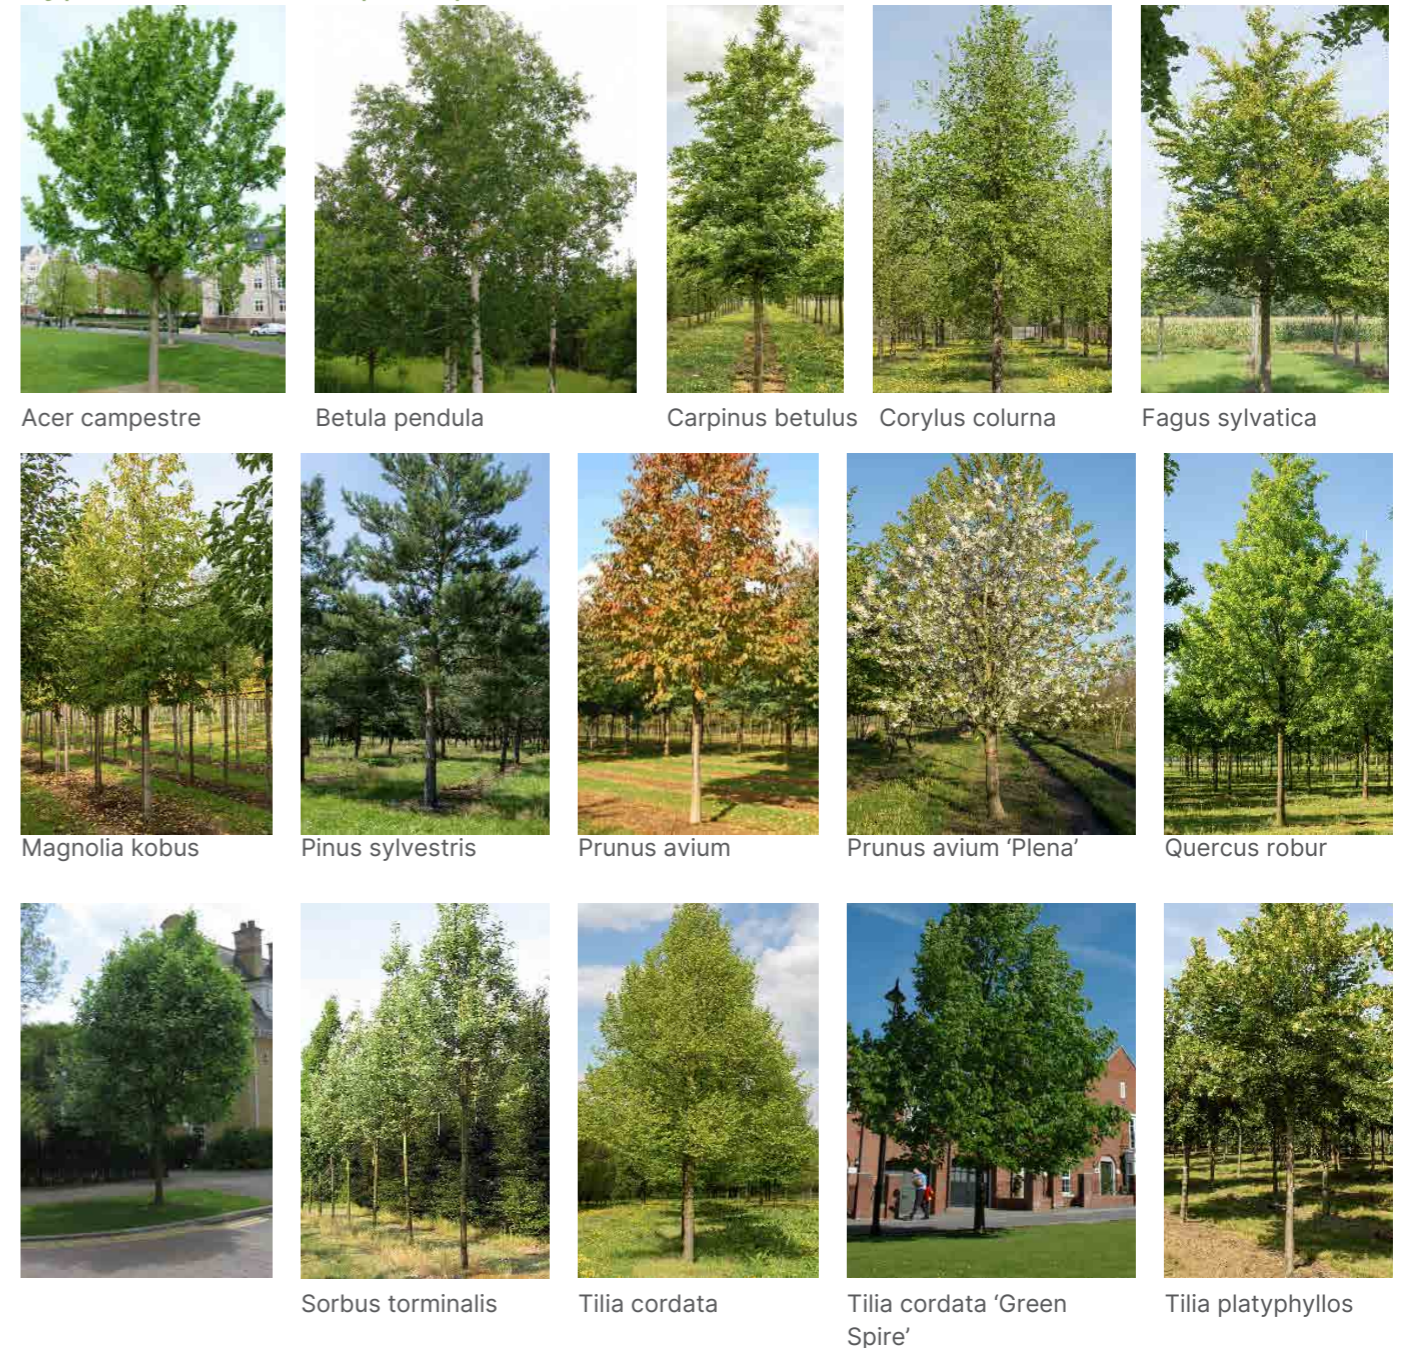 Acer campestre
Betula pendula
Carpinus betulus
Corylus colurna
Fagus sylvatica
Magnolia kobus
Pinus sylvestris
Prunus avium
Prunus avium ‘Plena’
Quercus robur
Sorbus torminalis
Tilia cordata
Tilia cordata ‘Green
Spire’
Tilia platyphyllos